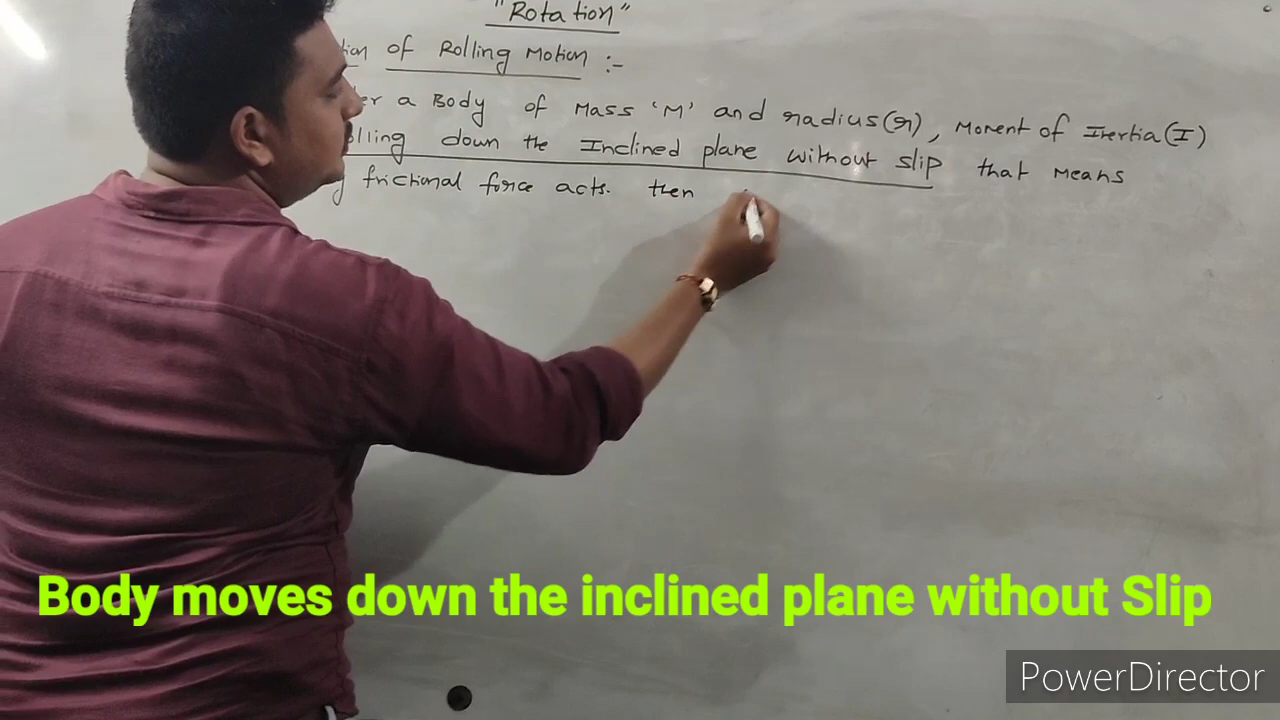 "Rotation"
of Rolling Motion :-
a Body of Mass 'M' and radius(r), Moment of Inertia(I)
down the Inclined plane without slip that Means
frictional force acts. then
Body moves down the inclined plane without Slip
PowerDirector